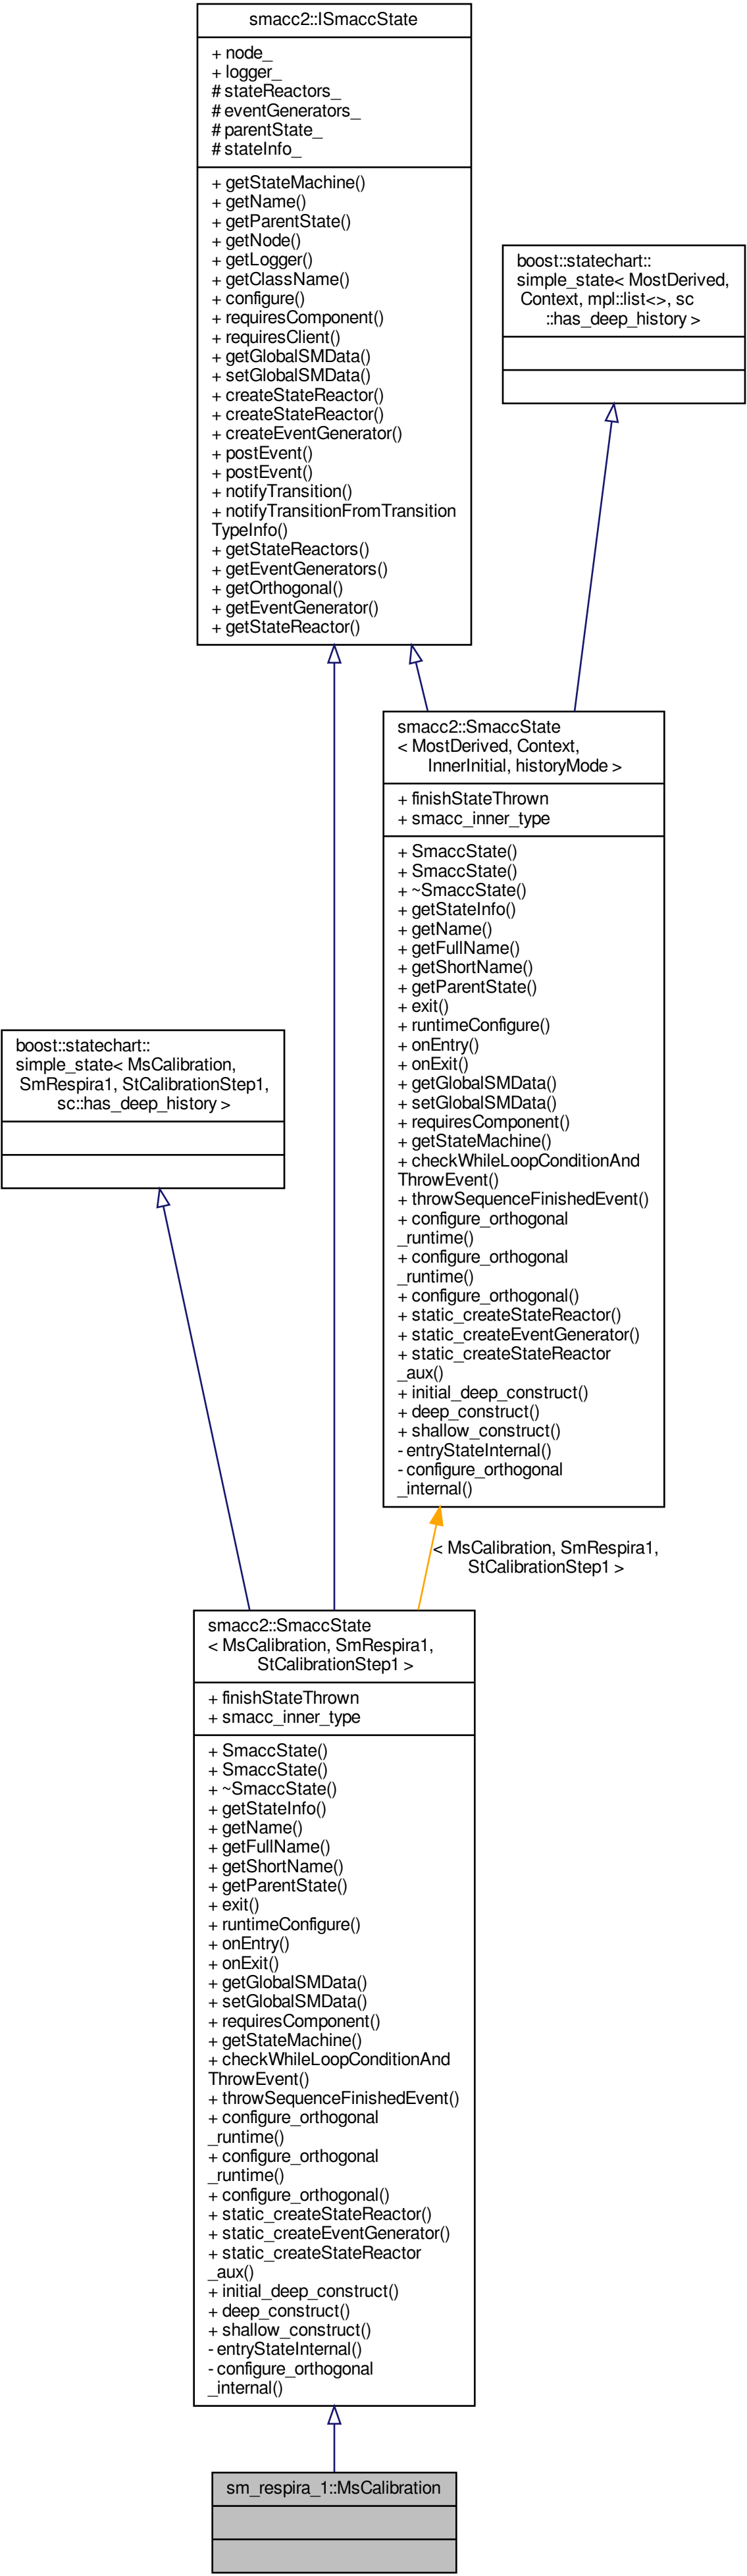 smacc2::ISmaccState
+ node_
+ logger_
# stateReactors_
# eventGenerators_
# parentState_
# stateInfo_
+ getStateMachine()
+ getName()
+ getParentState()
+ getNode()
+ getLogger()
+ getClassName()
+ configure()
+ requiresComponent()
+ requiresClient()
+ getGlobalSMData()
+ setGlobalSMData()
+ createStateReactor()
+ createStateReactor()
+ createEventGenerator()
+ postEvent()
+ postEvent()
+ notifyTransition()
+ notifyTransitionFromTransition
TypeInfo()
+ getStateReactors()
+ getEventGenerators()
+ getOrthogonal()
+ getEventGenerator()
+ getStateReactor()
boost::statechart::
simple_state< MostDerived,
Context, mpl::list<>, sc
::has_deep_history >
smacc2::SmaccState
< MostDerived, Context,
InnerInitial, historyMode >
+ finishStateThrown
+ smacc_inner_type
+ SmaccState()
+ SmaccState()
+ ~SmaccState()
+ getStateInfo()
+ getName()
+ getFullName()
+ getShortName()
+ getParentState()
+ exit()
+ runtimeConfigure()
+ onEntry()
+ onExit()
+ getGlobalSMData()
+ setGlobalSMData()
+ requiresComponent()
+ getStateMachine()
+ checkWhileLoopConditionAnd
ThrowEvent()
+ throwSequenceFinishedEvent()
+ configure_orthogonal
_runtime()
+ configure_orthogonal
_runtime()
+ configure_orthogonal()
+ static_createStateReactor()
+ static_createEventGenerator()
+ static_createStateReactor
_aux()
+ initial_deep_construct()
+ deep_construct()
+ shallow_construct()
- entryStateInternal()
- configure_orthogonal
_internal()
boost::statechart::
simple_state< MsCalibration,
SmRespira1, StCalibrationStep1,
sc::has_deep_history >
< MsCalibration, SmRespira1,
StCalibrationStep1 >
smacc2::SmaccState
< MsCalibration, SmRespira1,
StCalibrationStep1 >
+ finishStateThrown
+ smacc_inner_type
+ SmaccState()
+ SmaccState()
+ ~SmaccState()
+ getStateInfo()
+ getName()
+ getFullName()
+ getShortName()
+ getParentState()
+ exit()
+ runtimeConfigure()
+ onEntry()
+ onExit()
+ getGlobalSMData()
+ setGlobalSMData()
+ requiresComponent()
+ getStateMachine()
+ checkWhileLoopConditionAnd
ThrowEvent()
+ throwSequenceFinishedEvent()
+ configure_orthogonal
_runtime()
+ configure_orthogonal
_runtime()
+ configure_orthogonal()
+ static_createStateReactor()
+ static_createEventGenerator()
+ static_createStateReactor
_aux()
+ initial_deep_construct()
+ deep_construct()
+ shallow_construct()
- entryStateInternal()
- configure_orthogonal
_internal()
sm_respira_1::MsCalibration